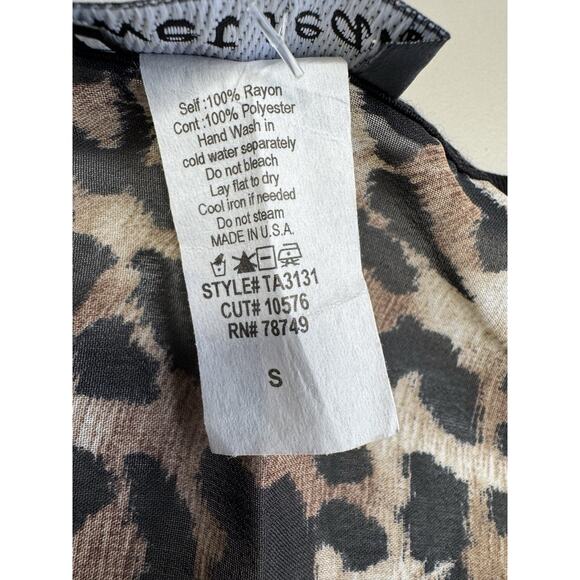 Self :100% Rayon
Cont :100% Polyester
Hand Wash in
cold water separately
Do not bleach
Lay flat to dry
Cool iron if needed
Do not steam
MADE IN U.S.A.
STYLE# TA3131
CUT# 10576
RN# 78749
S